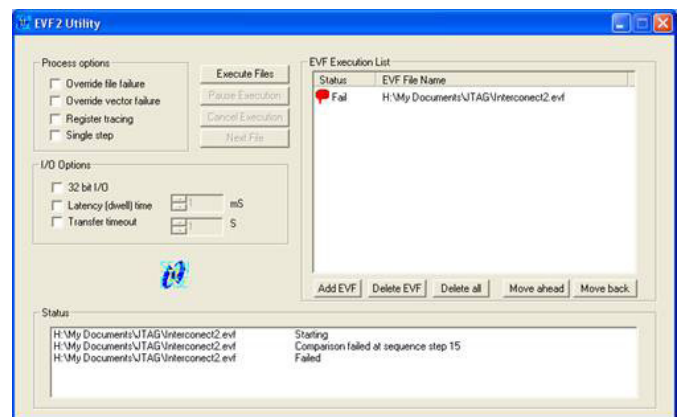 EVF2 Utility
Process options
Override file failure
Override vector failure
Register tracing
Single step
Execute Files
Pause Execution
Cancel Execution
Next File
I/O Options
32 bit I/O
Latency (dwell) time
1
mS
Transfer timeout
1
S
EVF Execution List
Status EVF File Name
Fail H:\My Documents\JTAG\Interconect2.evf
Add EVF Delete EVF Delete all Move ahead Move back
Status
H:\My Documents\JTAG\Interconect2.evf Starting
H:\My Documents\JTAG\Interconect2.evf Comparison failed at sequence step 15
H:\My Documents\JTAG\Interconect2.evf Failed